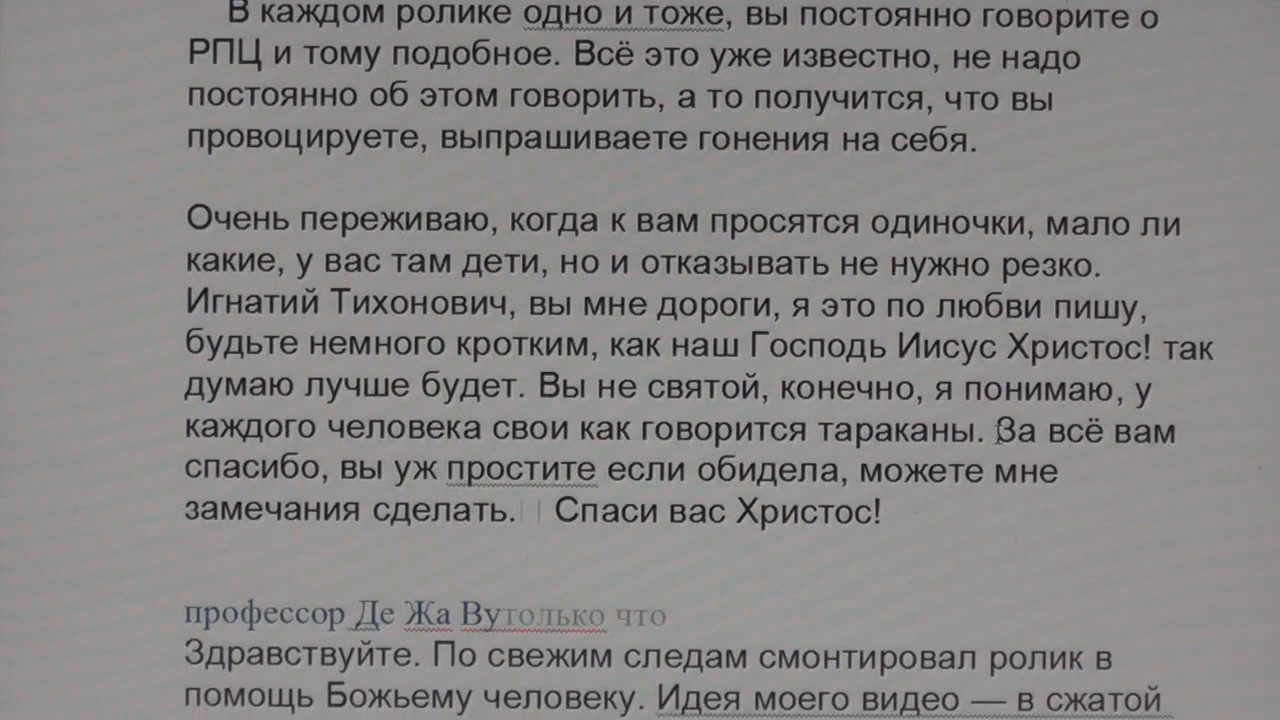 В каждом ролике одно и тоже, вы постоянно говорите о
РПЦ и тому подобное. Всё это уже известно, не надо
постоянно об этом говорить, а то получится, что вы
провоцируете, выпрашиваете гонения на себя.
Очень переживаю, когда к вам просятся одиночки, мало ли
какие, у вас там дети, но и отказывать не нужно резко.
Игнатий Тихонович, вы мне дороги, я это по любви пишу,
будьте немного кротким, как наш Господь Иисус Христос! так
думаю лучше будет. Вы не святой, конечно, я понимаю, у
каждого человека свои как говорится тараканы. За всё вам
спасибо, вы уж простите если обидела, можете мне
замечания сделать. Спаси вас Христос!
профессор Де Жа Вутолько что
Здравствуйте. По свежим следам смонтировал ролик в
помощь Божьему человеку. Идея моего видео — в сжатой